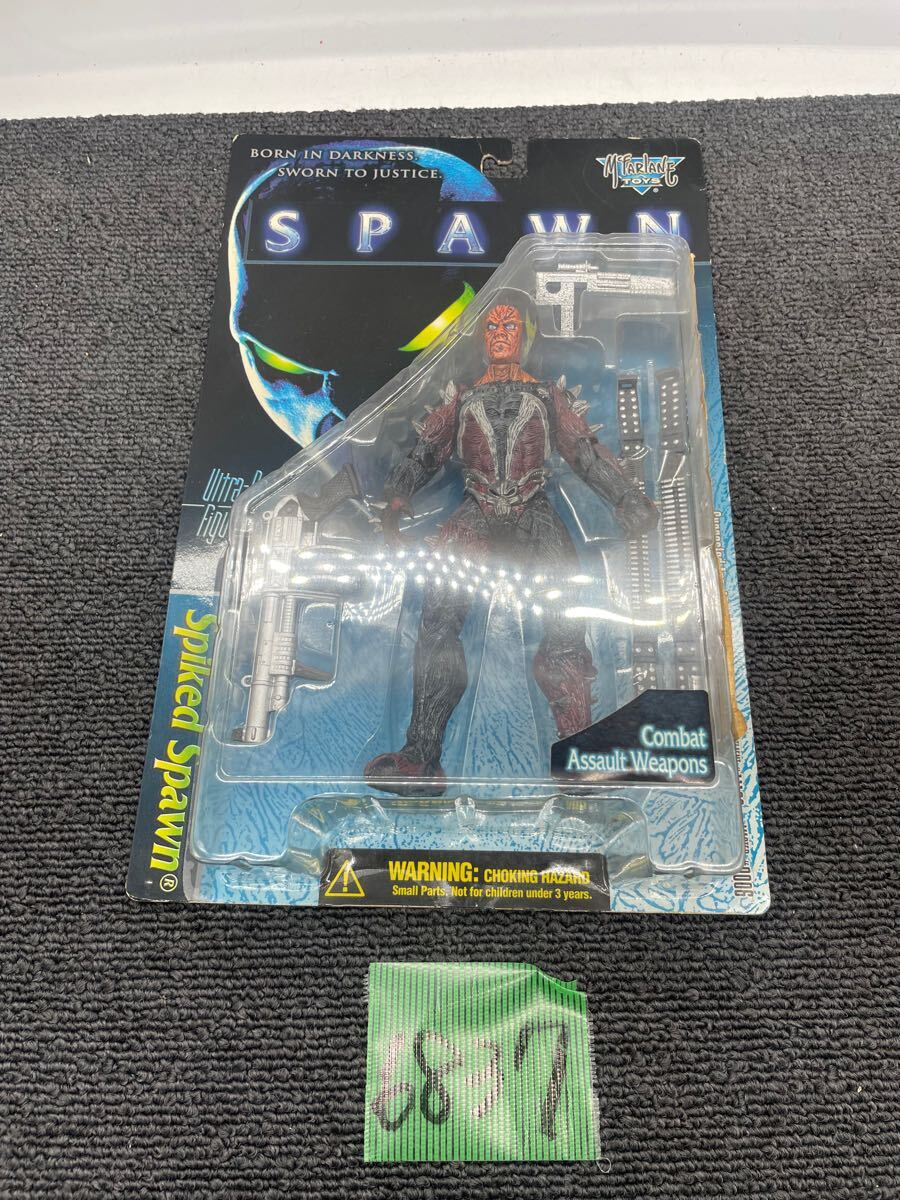 BORN IN DARKNESS.
SWORN TO JUSTICE.
McFARLANE
TOYS®
SPAWN
Ultra-
Spiked Spawn®
Combat
Assault Weapons
WARNING: CHOKING HAZARD
Small Parts. Not for children under 3 years.
6837